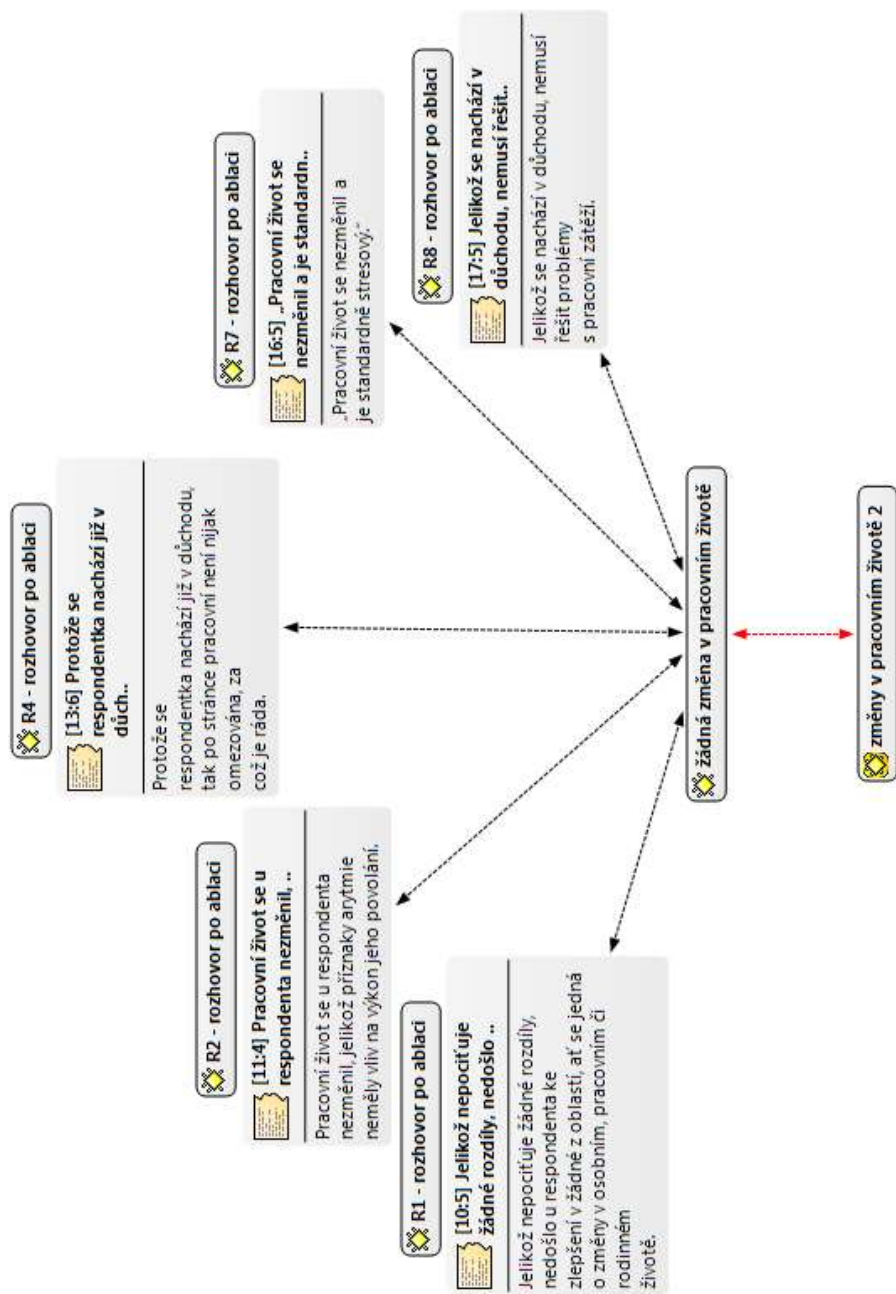 R1 - rozhovor po ablaci
[10:5] Jelikož nepociťuje
žádné rozdíly, nedošlo ..
Jelikož nepociťuje žádné rozdíly,
nedošlo u respondenta ke
zlepšení v žádné z oblastí, ať se jedná
o změny v osobním, pracovním či
rodinném
životě.
R2 - rozhovor po ablaci
[11:4] Pracovní život se u
respondenta nezměnil, ..
Pracovní život se u respondenta
nezměnil, jelikož příznaky arytmie
neměly vliv na výkon jeho povolání.
R4 - rozhovor po ablaci
[13:6] Protože se
respondentka nachází již v
důch..
Protože se
respondentka nachází již v důchodu,
tak po stránce pracovní není nijak
omezována, za
což je ráda.
R7 - rozhovor po ablaci
[16:5] „Pracovní život se
nezměnil a je standardn..
„Pracovní život se nezměnil a
je standardně stresový.“
R8 - rozhovor po ablaci
[17:5] Jelikož se nachází v
důchodu, nemusí řešit..
Jelikož se nachází v důchodu, nemusí
řešit problémy
s pracovní zátěží.
žádná změna v pracovním životě
změny v pracovním životě 2